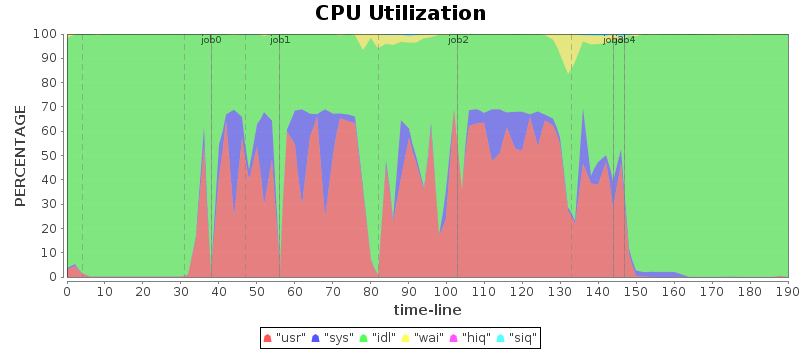 CPU Utilization
job0 job1 job2 job3 job4
100
90
80
70
60
50
40
30
20
10
0
PERCENTAGE
0 10 20 30 40 50 60 70 80 90 100 110 120 130 140 150 160 170 180 190
time-line
"usr" "sys" "idl" "wai" "hiq" "siq"